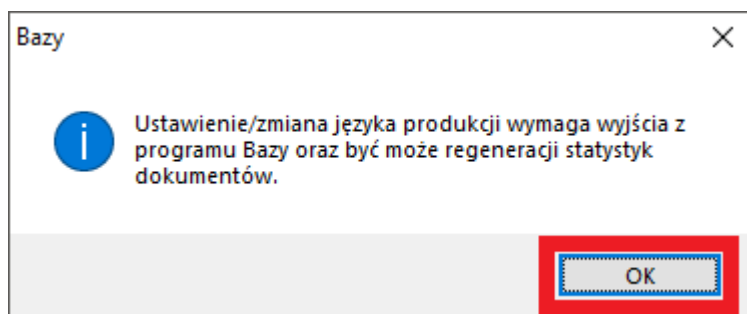 Bazy
Ustawienie/zmiana języka produkcji wymaga wyjścia z
programu Bazy oraz być może regeneracji statystyk
dokumentów.
OK